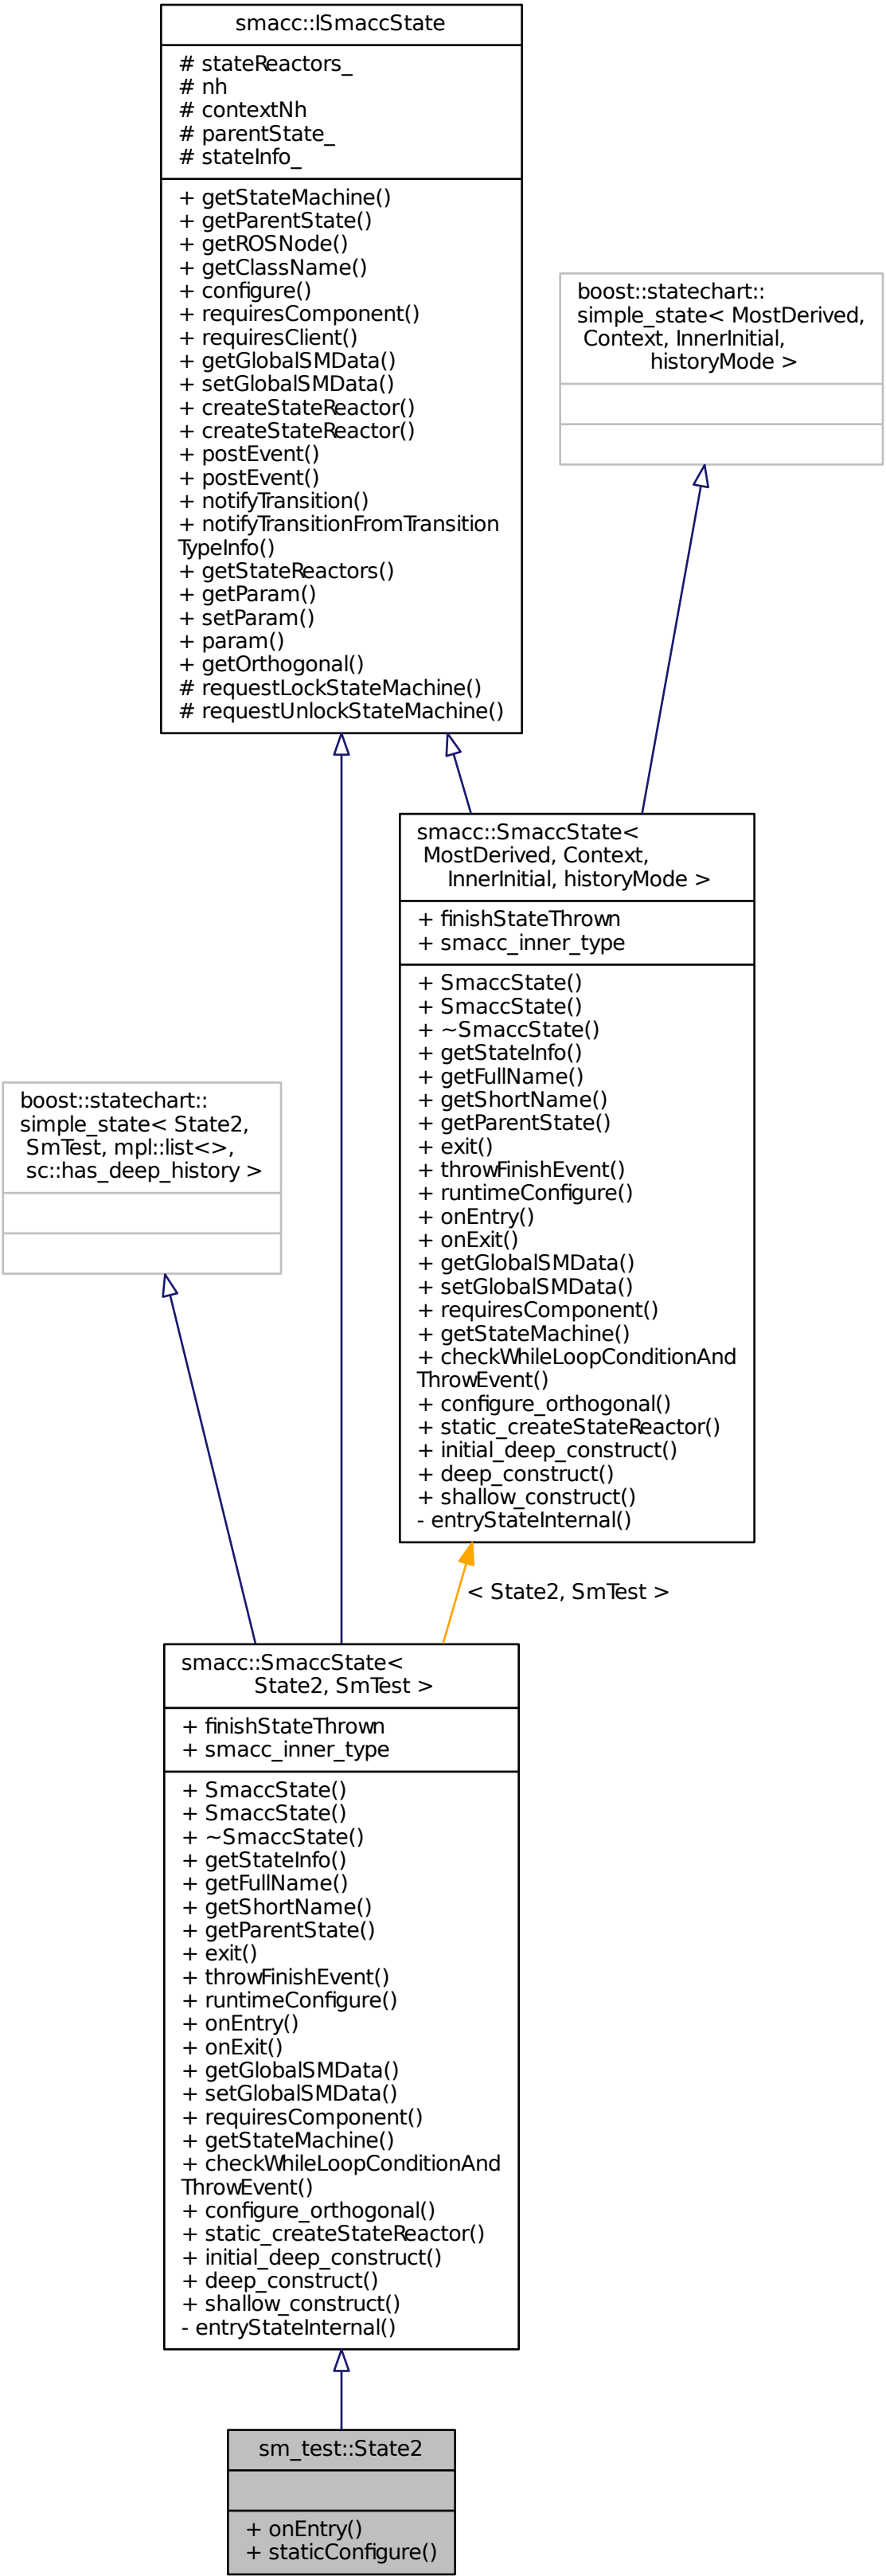 smacc::ISmaccState
# stateReactors_
# nh
# contextNh
# parentState_
# stateInfo_
+ getStateMachine()
+ getParentState()
+ getROSNode()
+ getClassName()
+ configure()
+ requiresComponent()
+ requiresClient()
+ getGlobalSMData()
+ setGlobalSMData()
+ createStateReactor()
+ createStateReactor()
+ postEvent()
+ postEvent()
+ notifyTransition()
+ notifyTransitionFromTransition
TypeInfo()
+ getStateReactors()
+ getParam()
+ setParam()
+ param()
+ getOrthogonal()
# requestLockStateMachine()
# requestUnlockStateMachine()
boost::statechart::
simple_state< MostDerived,
Context, InnerInitial,
historyMode >
smacc::SmaccState<
MostDerived, Context,
InnerInitial, historyMode >
+ finishStateThrown
+ smacc_inner_type
+ SmaccState()
+ SmaccState()
+ ~SmaccState()
+ getStateInfo()
+ getFullName()
+ getShortName()
+ getParentState()
+ exit()
+ throwFinishEvent()
+ runtimeConfigure()
+ onEntry()
+ onExit()
+ getGlobalSMData()
+ setGlobalSMData()
+ requiresComponent()
+ getStateMachine()
+ checkWhileLoopConditionAnd
ThrowEvent()
+ configure_orthogonal()
+ static_createStateReactor()
+ initial_deep_construct()
+ deep_construct()
+ shallow_construct()
- entryStateInternal()
boost::statechart::
simple_state< State2,
SmTest, mpl::list<>,
sc::has_deep_history >
< State2, SmTest >
smacc::SmaccState<
State2, SmTest >
+ finishStateThrown
+ smacc_inner_type
+ SmaccState()
+ SmaccState()
+ ~SmaccState()
+ getStateInfo()
+ getFullName()
+ getShortName()
+ getParentState()
+ exit()
+ throwFinishEvent()
+ runtimeConfigure()
+ onEntry()
+ onExit()
+ getGlobalSMData()
+ setGlobalSMData()
+ requiresComponent()
+ getStateMachine()
+ checkWhileLoopConditionAnd
ThrowEvent()
+ configure_orthogonal()
+ static_createStateReactor()
+ initial_deep_construct()
+ deep_construct()
+ shallow_construct()
- entryStateInternal()
sm_test::State2
+ onEntry()
+ staticConfigure()